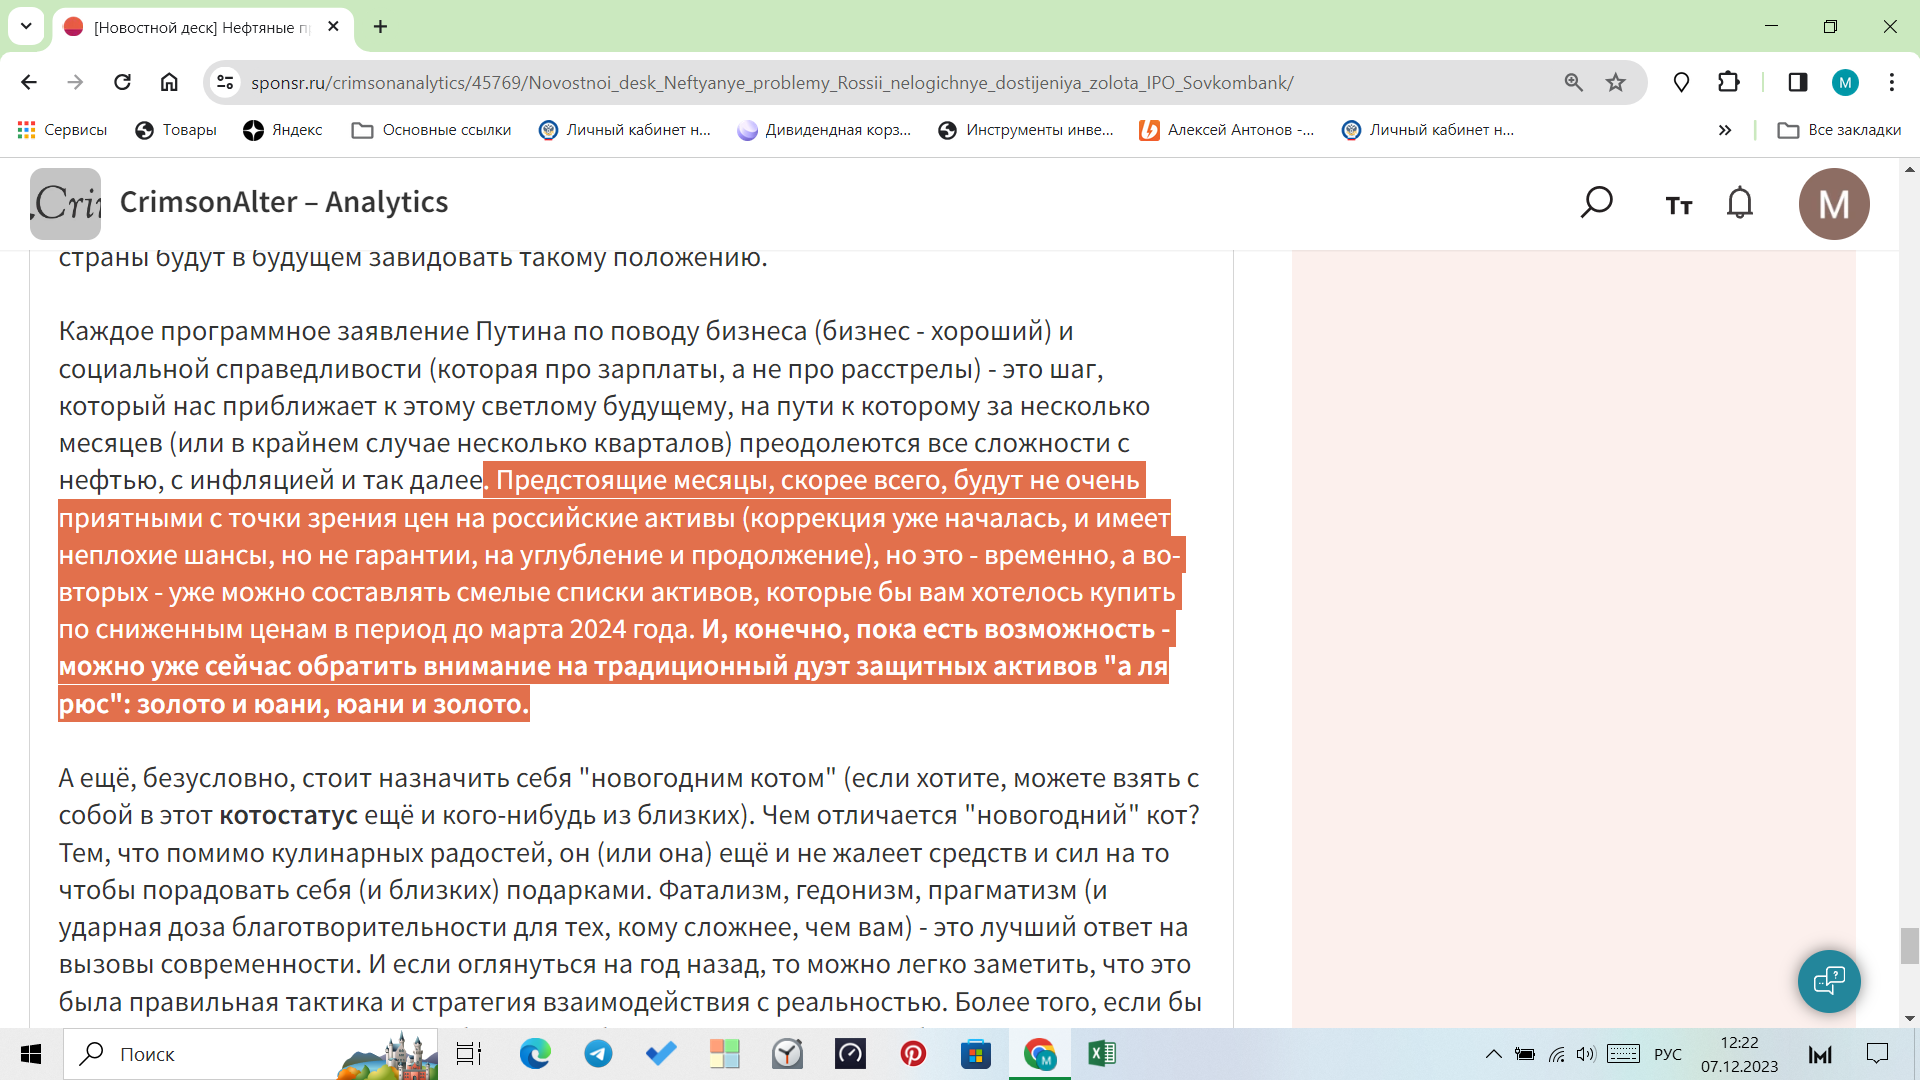 [Новостной деск] Нефтяные п
sponsr.ru/crimsonanalytics/45769/Novostnoi_desk_Neftyanye_problemy_Rossii_nelogichnye_dostijeniya_zolota_IPO_Sovkombank/
M
Сервисы
Товары
Яндекс
Основные ссылки
Личный кабинет н...
Дивидендная корз...
Инструменты инве...
Алексей Антонов -...
Личный кабинет н...
Все закладки
Crin
CrimsonAlter – Analytics
Тт
M
страны будут в будущем завидовать такому положению.
Каждое программное заявление Путина по поводу бизнеса (бизнес - хороший) и
социальной справедливости (которая про зарплаты, а не про расстрелы) - это шаг,
который нас приближает к этому светлому будущему, на пути к которому за несколько
месяцев (или в крайнем случае несколько кварталов) преодолеются все сложности с
нефтью, с инфляцией и так далее. Предстоящие месяцы, скорее всего, будут не очень
приятными с точки зрения цен на российские активы (коррекция уже началась, и имеет
неплохие шансы, но не гарантии, на углубление и продолжение), но это - временно, а во-
вторых - уже можно составлять смелые списки активов, которые бы вам хотелось купить
по сниженным ценам в период до марта 2024 года. И, конечно, пока есть возможность -
можно уже сейчас обратить внимание на традиционный дуэт защитных активов "а ля
рюс": золото и юани, юани и золото.
А ещё, безусловно, стоит назначить себя "новогодним котом" (если хотите, можете взять с
собой в этот котостатус ещё и кого-нибудь из близких). Чем отличается "новогодний" кот?
Тем, что помимо кулинарных радостей, он (или она) ещё и не жалеет средств и сил на то
чтобы порадовать себя (и близких) подарками. Фатализм, гедонизм, прагматизм (и
ударная доза благотворительности для тех, кому сложнее, чем вам) - это лучший ответ на
вызовы современности. И если оглянуться на год назад, то можно легко заметить, что это
была правильная тактика и стратегия взаимодействия с реальностью. Более того, если бы
Поиск
M
РУС
12:22
07.12.2023